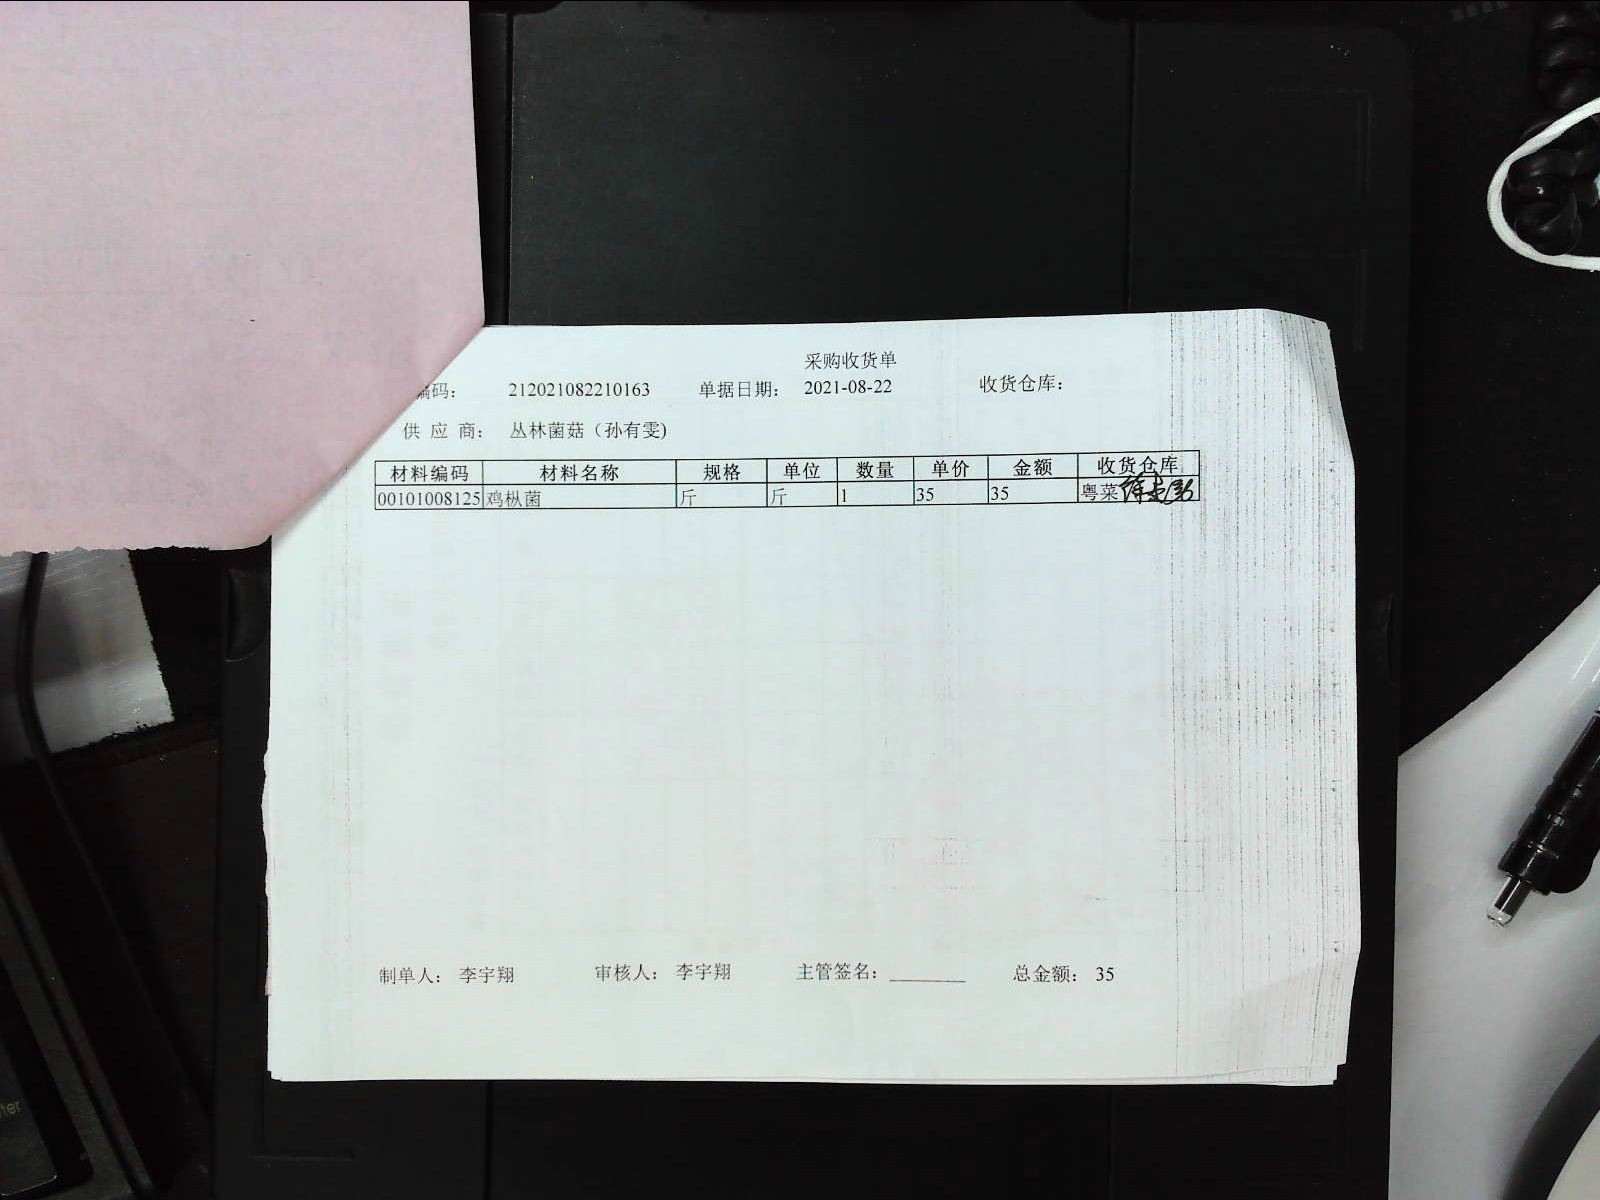 采购收货单
编码： 212021082210163 单据日期： 2021-08-22 收货仓库：
供 应 商： 丛林菌菇（孙有雯)
材料编码 材料名称 规格 单位 数量 单价 金额 收货仓库
00101008125 鸡枞菌 斤 斤 1 35 35 粤菜
制单人： 李宇翔 审核人： 李宇翔 主管签名： 总金额： 35